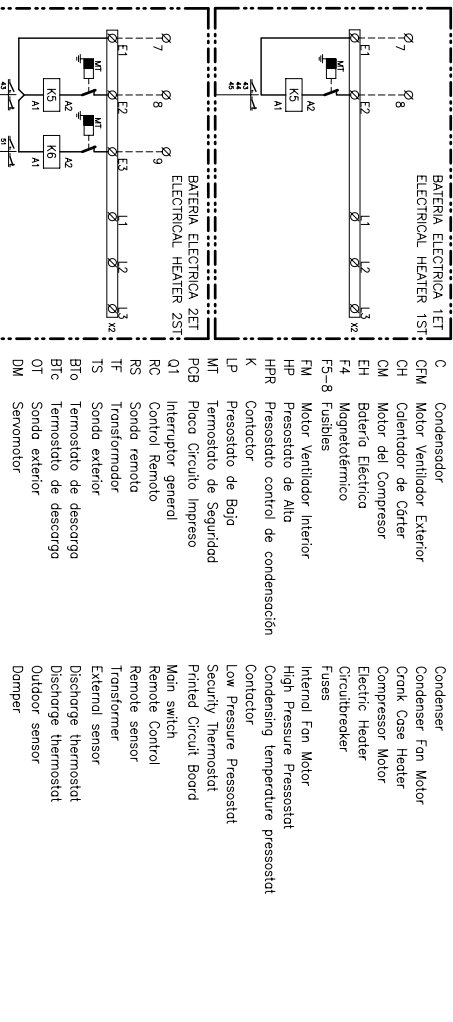 BATERIA ELECTRICA 1ET
ELECTRICAL HEATER 1ST
7 8
E1 E2 E3 L1 L2 L3
X2
MT
A2
K5
A1
43
44
45
BATERIA ELECTRICA 2ET
ELECTRICAL HEATER 2ST
7 8 9
E1 E2 E3 L1 L2 L3
X2
MT MT
A2 A2
K5 K6
A1 A1
43 51
C Condensador Condenser
CFM Motor Ventilador Exterior Condenser Fan Motor
CH Calentador de Cárter Crank Case Heater
CM Motor del Compresor Compressor Motor
EH Batería Eléctrica Electric Heater
F4 Magnetotérmico Circuitbreaker
F5-8 Fusibles Fuses
FM Motor Ventilador Interior Internal Fan Motor
HP Presostato de Alta High Pressure Pressostat
HPR Presostato control de condensación Condensing temperature pressostat
K Contactor Contactor
LP Presostato de Baja Low Pressure Pressostat
MT Termostato de Seguridad Security Thermostat
PCB Placa Circuito Impreso Printed Circuit Board
Q1 Interruptor general Main switch
RC Control Remoto Remote Control
RS Sonda remota Remote sensor
TF Transformador Transformer
TS Sonda exterior External sensor
BTo Termostato de descarga Discharge thermostat
BTc Termostato de descarga Discharge thermostat
OT Sonda exterior Outdoor sensor
DM Servomotor Damper